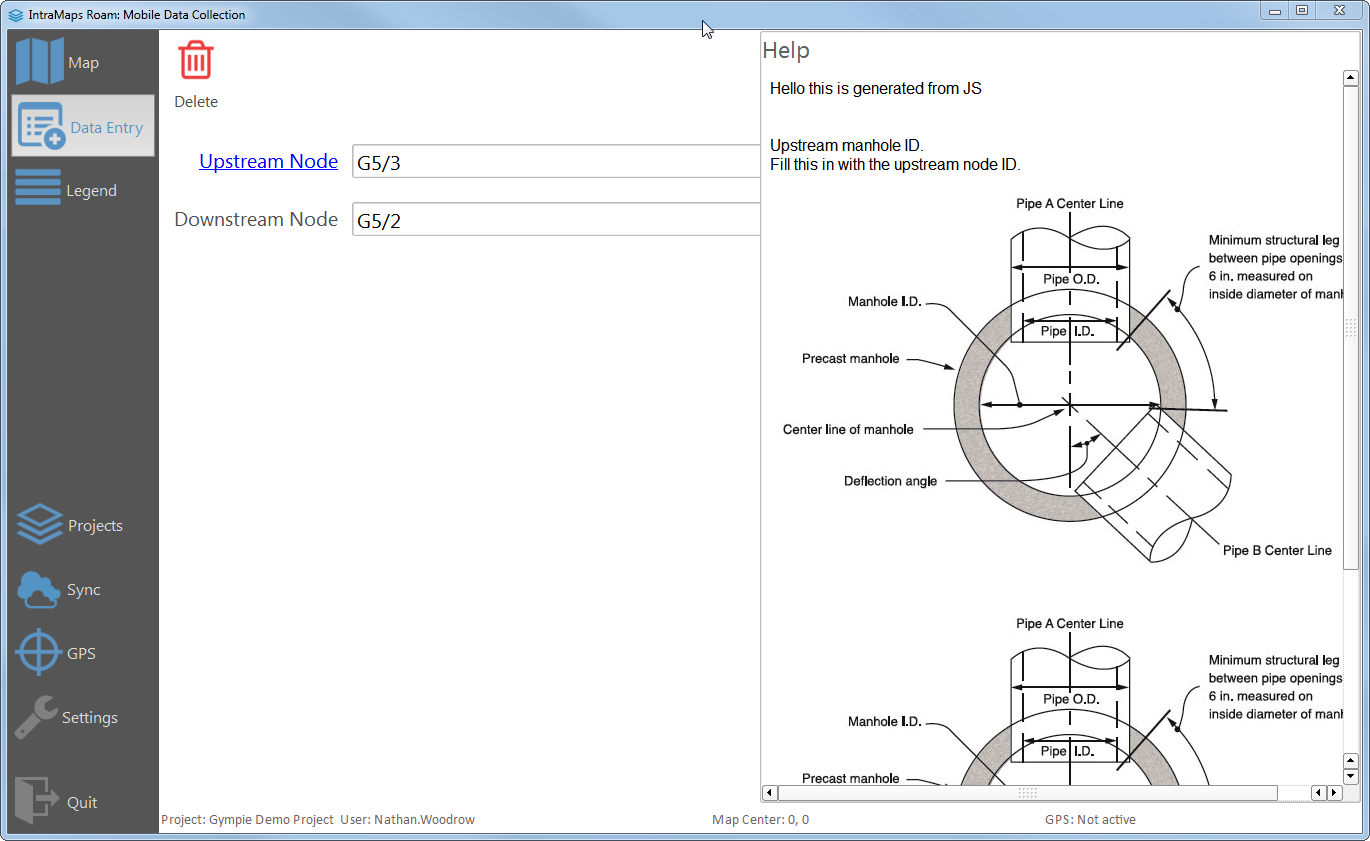 IntraMaps Roam: Mobile Data Collection
Map
Data Entry
Legend
Projects
Sync
GPS
Settings
Quit
Delete
Upstream Node
G5/3
Downstream Node
G5/2
Help
Hello this is generated from JS
Upstream manhole ID.
Fill this in with the upstream node ID.
Pipe A Center Line
Minimum structural leg
between pipe openings
6 in. measured on
inside diameter of manh
Pipe O.D.
Manhole I.D.
Pipe I.D.
Precast manhole
Center line of manhole
Deflection angle
Pipe B Center Line
Pipe A Center Line
Minimum structural leg
between pipe openings
6 in. measured on
inside diameter of manh
Pipe O.D.
Manhole I.D.
Pipe I.D.
Precast manhole
Project: Gympie Demo Project User: Nathan.Woodrow
Map Center: 0, 0
GPS: Not active